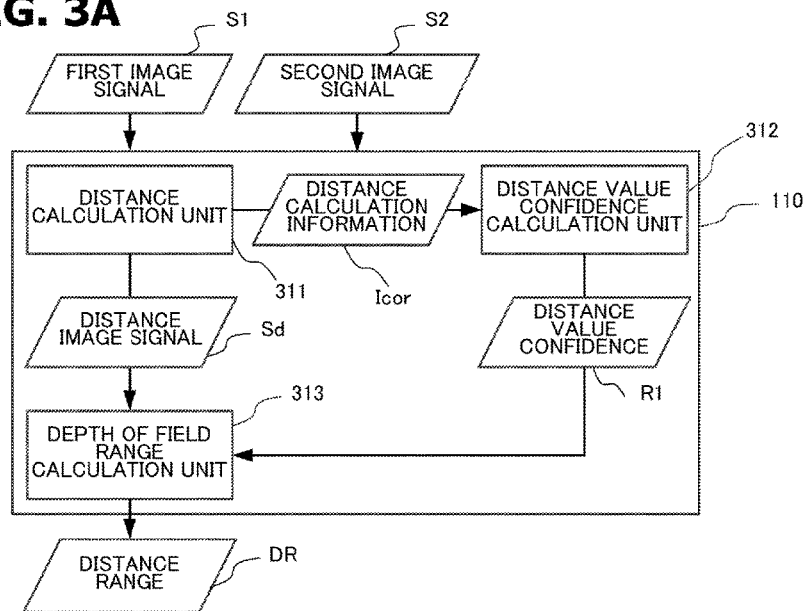 G. 3A
S1
S2
FIRST IMAGE
SIGNAL
SECOND IMAGE
SIGNAL
312
DISTANCE
CALCULATION UNIT
DISTANCE
CALCULATION
INFORMATION
DISTANCE VALUE
CONFIDENCE
CALCULATION UNIT
110
311
Icor
DISTANCE
IMAGE SIGNAL
Sd
DISTANCE
VALUE
CONFIDENCE
R1
313
DEPTH OF FIELD
RANGE
CALCULATION UNIT
DISTANCE
RANGE
DR